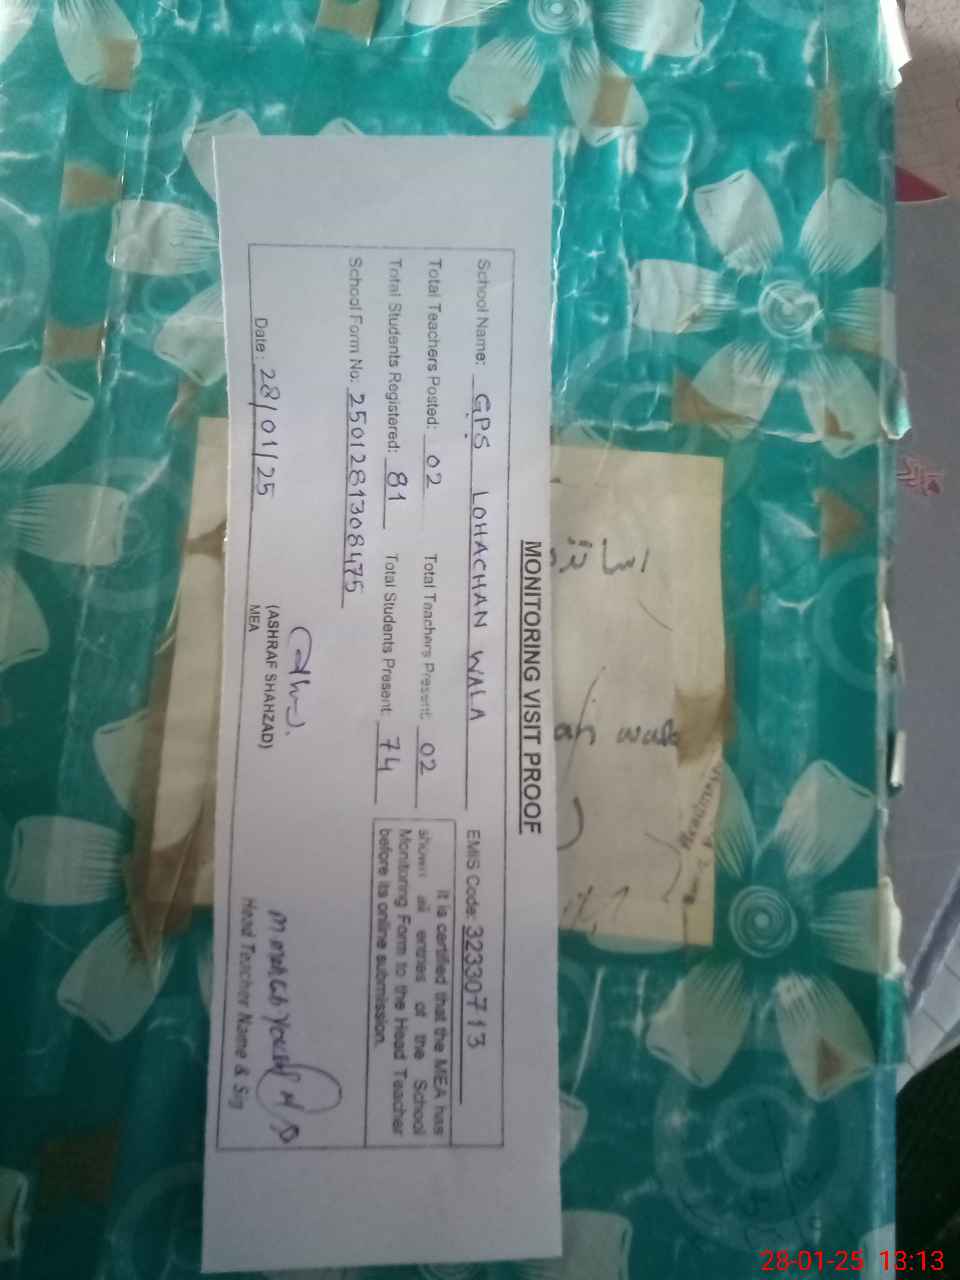 MONITORING VISIT PROOF
School Name: GPS LOHACHAN WALA EMIS Code: 32330713
Total Teachers Posted: 02 Total Teachers Present: 02
Total Students Registered: 81 Total Students Present: 74
School Form No: 2501281308475
It is certified that the MEA has
shown all entries of the School
Monitoring Form to the Head Teacher
before its online submission.
Date: 28/01/25
(ASHRAF SHAHZAD)
MEA
Head Teacher Name & Sig
wala
28-01-25 13:13